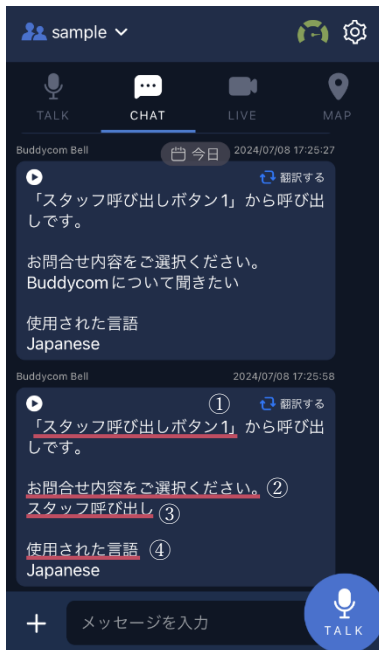 sample
TALK
CHAT
LIVE
MAP
Buddycom Bell
今日
2024/07/08 17:25:27
翻訳する
「スタッフ呼び出しボタン1」から呼び出
しです。
お問合せ内容をご選択ください。
Buddycomについて聞きたい
使用された言語
Japanese
Buddycom Bell
2024/07/08 17:25:58
①
翻訳する
「スタッフ呼び出しボタン1」から呼び出
しです。
お問合せ内容をご選択ください。②
スタッフ呼び出し③
使用された言語④
Japanese
メッセージを入力
TALK